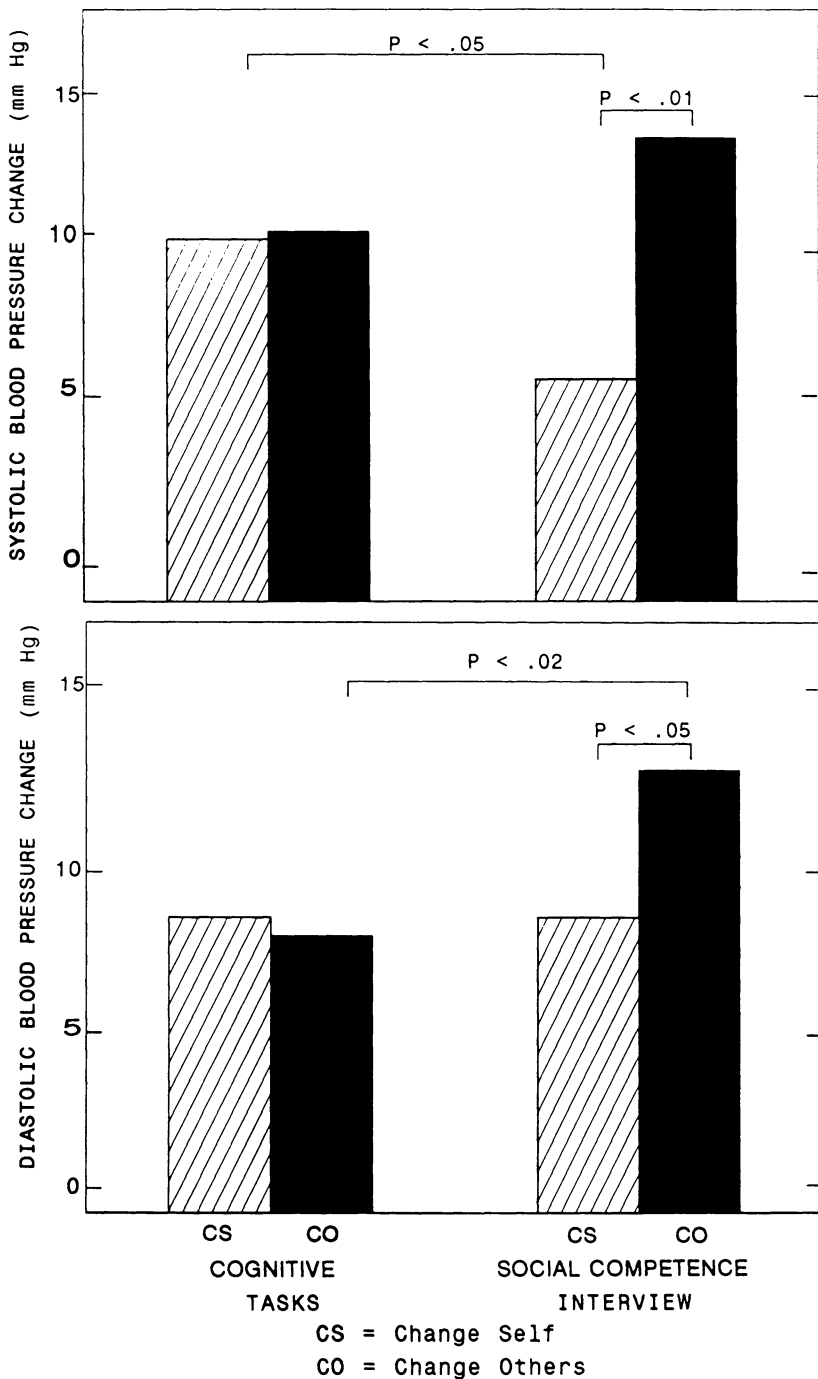 SYSTOLIC BLOOD PRESSURE CHANGE (mm Hg)
P < .05
15
P < .01
10
5
0
DIASTOLIC BLOOD PRESSURE CHANGE (mm Hg)
P < .02
15
P < .05
10
5
0
CS CO CS CO
COGNITIVE SOCIAL COMPETENCE
TASKS INTERVIEW
CS = Change Self
CO = Change Others